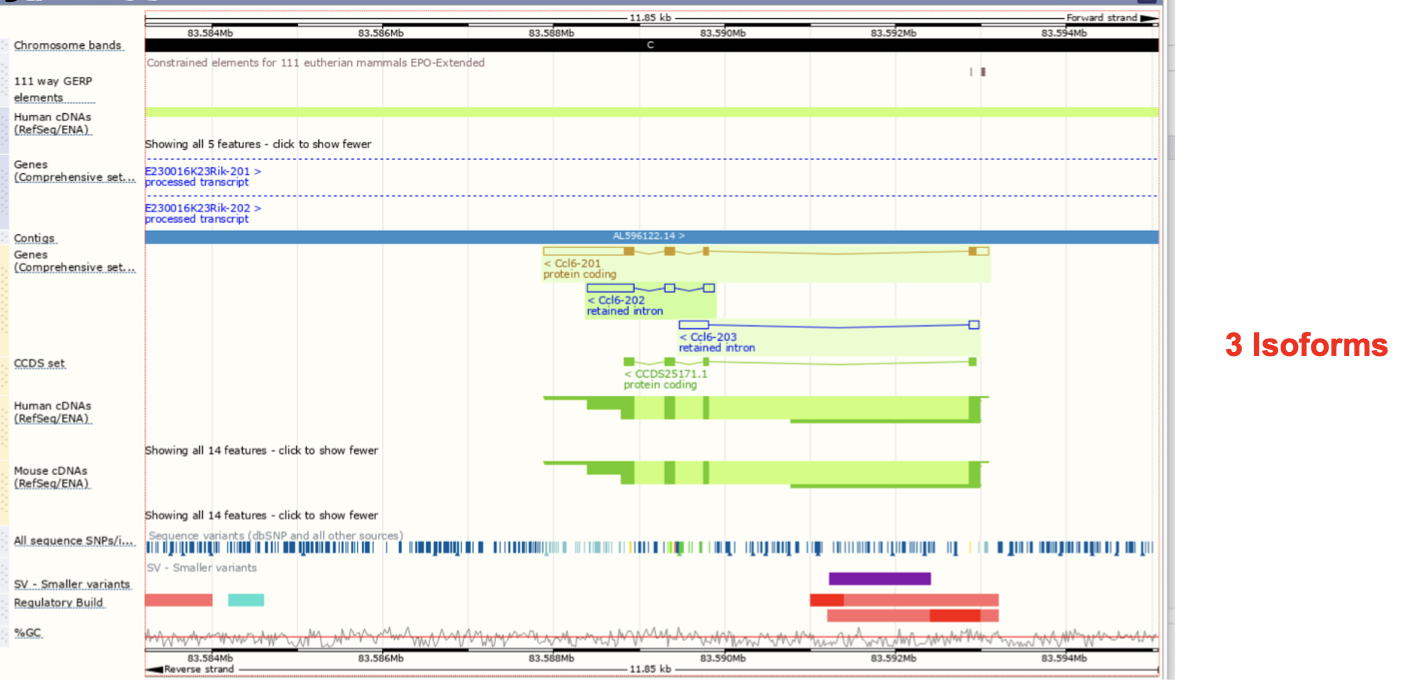 11.85 kb
Forward strand
83.584Mb 83.586Mb 83.588Mb 83.590Mb 83.592Mb 83.594Mb
Chromosome bands
C
Constrained elements for 111 eutherian mammals EPO-Extended
111 way GERP
elements
Human cDNAs
(RefSeq/ENA)
Showing all 5 features - click to show fewer
Genes
(Comprehensive set...
E230016K23Rik-201 >
processed transcript
E230016K23Rik-202 >
processed transcript
Contigs
AL596122.14 >
Genes
(Comprehensive set...
< Ccl6-201
protein coding
< Ccl6-202
retained intron
< Ccl6-203
retained intron
3 Isoforms
CCDS set
< CCDS25171.1
protein coding
Human cDNAs
(RefSeq/ENA)
Showing all 14 features - click to show fewer
Mouse cDNAs
(RefSeq/ENA)
Showing all 14 features - click to show fewer
Sequence variants (dbSNP and all other sources)
All sequence SNPs/i...
SV - Smaller variants
SV - Smaller variants
Regulatory Build
%GC
83.584Mb 83.586Mb 83.588Mb 83.590Mb 83.592Mb 83.594Mb
Reverse strand
11.85 kb